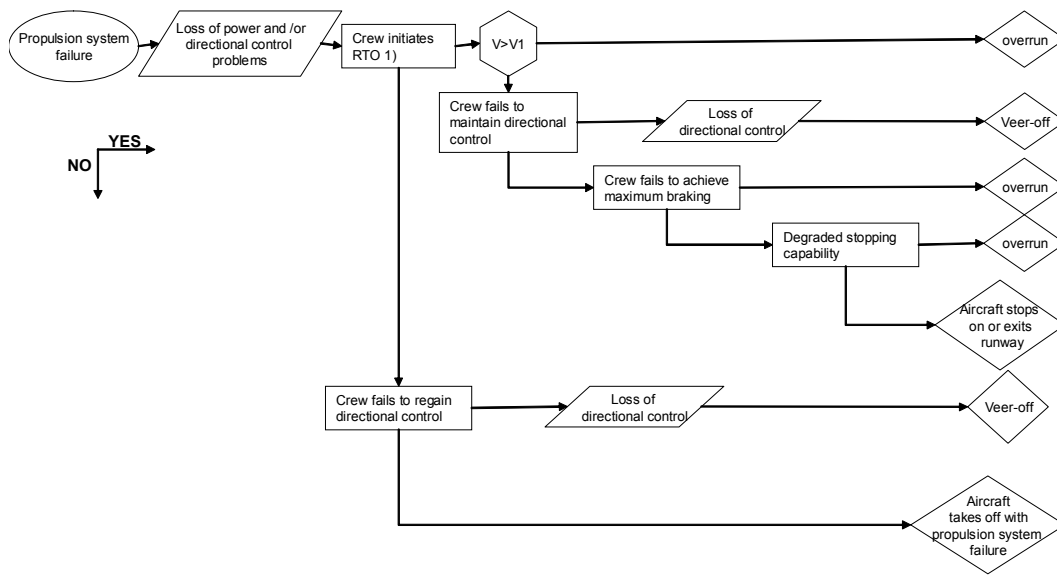 Propulsion system
failure
Loss of power and /or
directional control
problems
Crew initiates
RTO 1)
V>V1
overrun
Crew fails to
maintain directional
control
Loss of
directional control
Veer-off
YES
NO
Crew fails to achieve
maximum braking
overrun
Degraded stopping
capability
overrun
Aircraft stops
on or exits
runway
Crew fails to regain
directional control
Loss of
directional control
Veer-off
Aircraft
takes off with
propulsion system
failure